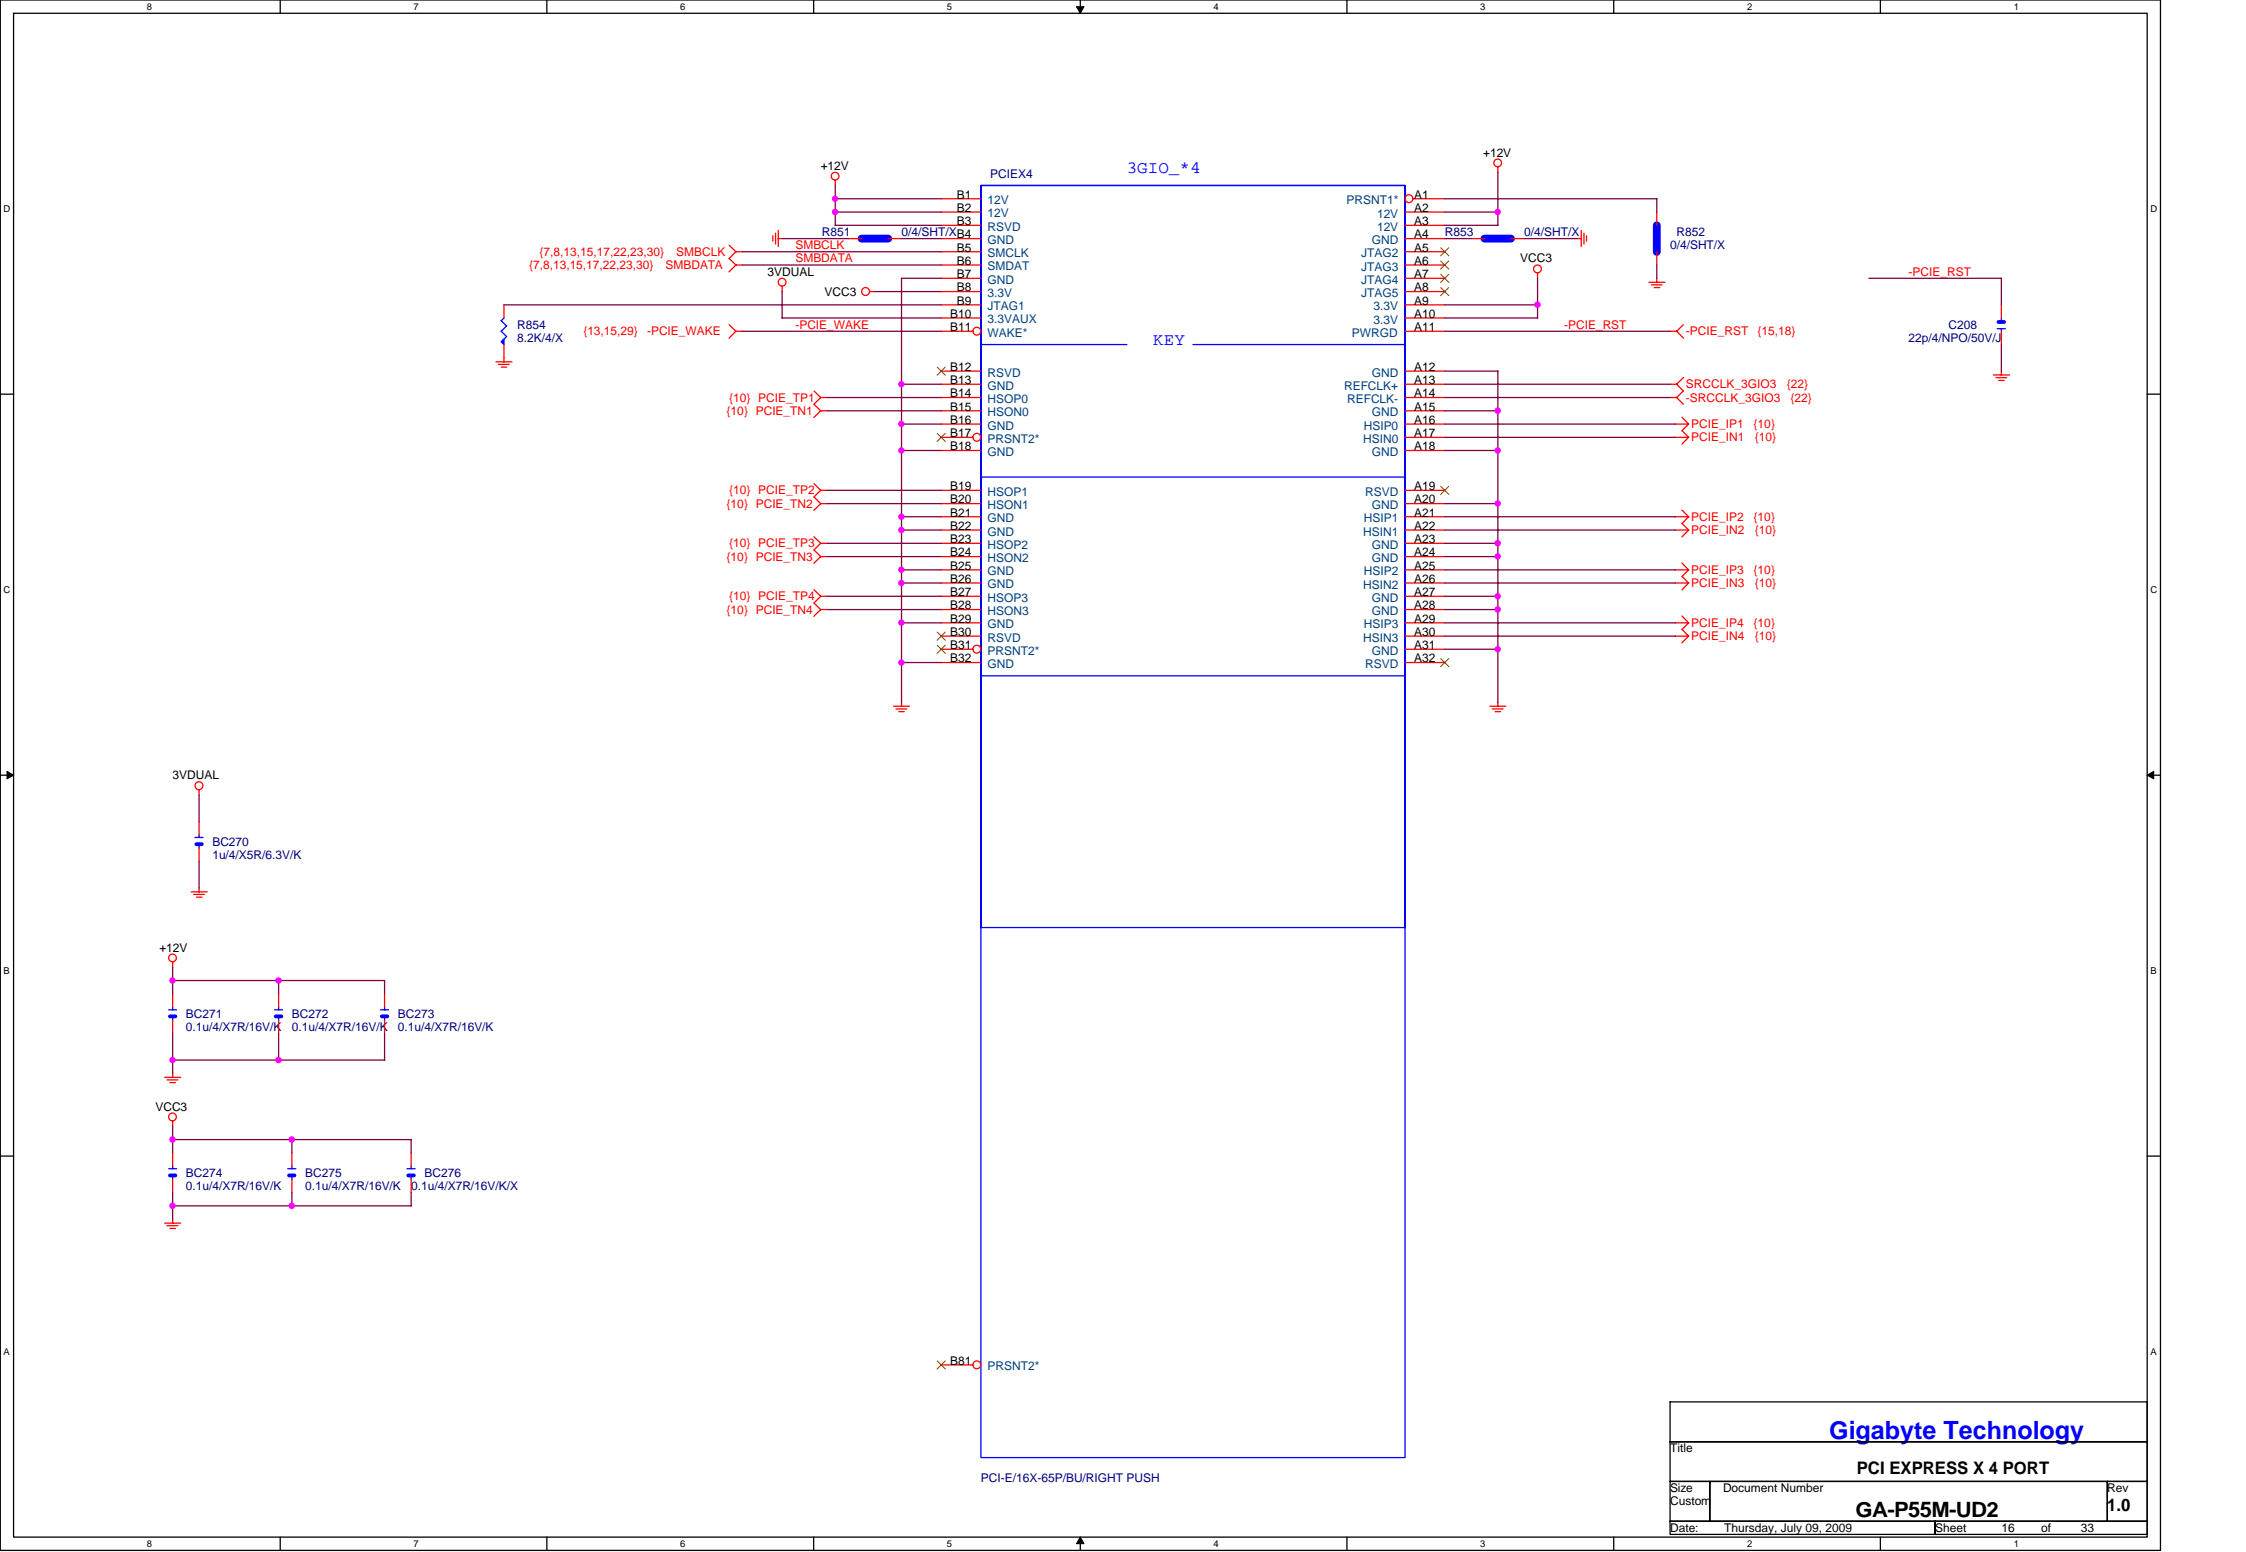 8 7 6 5 4 3 2 1
D
C
B
A
D
C
B
A
PCIEX4
3GIO_*4
+12V
+12V
B1 12V
B2 12V
B3 RSVD
B4 GND
B5 SMCLK
B6 SMDAT
B7 GND
B8 3.3V
B9 JTAG1
B10 3.3VAUX
B11 WAKE*
PRSNT1* A1
12V A2
12V A3
GND A4
JTAG2 A5
JTAG3 A6
JTAG4 A7
JTAG5 A8
3.3V A9
3.3V A10
PWRGD A11
R851 0/4/SHT/X
{7,8,13,15,17,22,23,30} SMBCLK SMBCLK
{7,8,13,15,17,22,23,30} SMBDATA SMBDATA
3VDUAL
VCC3
R854
8.2K/4/X
{13,15,29} -PCIE_WAKE -PCIE_WAKE
R853 0/4/SHT/X
R852
0/4/SHT/X
VCC3
-PCIE_RST
-PCIE_RST {15,18}
-PCIE_RST
C208
22p/4/NPO/50V/J
KEY
B12 RSVD
B13 GND
{10} PCIE_TP1 B14 HSOP0
{10} PCIE_TN1 B15 HSON0
B16 GND
B17 PRSNT2*
B18 GND
GND A12
REFCLK+ A13 SRCCLK_3GIO3 {22}
REFCLK- A14 -SRCCLK_3GIO3 {22}
GND A15
HSIP0 A16 PCIE_IP1 {10}
HSIN0 A17 PCIE_IN1 {10}
GND A18
{10} PCIE_TP2 B19 HSOP1
{10} PCIE_TN2 B20 HSON1
B21 GND
B22 GND
{10} PCIE_TP3 B23 HSOP2
{10} PCIE_TN3 B24 HSON2
B25 GND
B26 GND
{10} PCIE_TP4 B27 HSOP3
{10} PCIE_TN4 B28 HSON3
B29 GND
B30 RSVD
B31 PRSNT2*
B32 GND
RSVD A19
GND A20
HSIP1 A21 PCIE_IP2 {10}
HSIN1 A22 PCIE_IN2 {10}
GND A23
GND A24
HSIP2 A25 PCIE_IP3 {10}
HSIN2 A26 PCIE_IN3 {10}
GND A27
GND A28
HSIP3 A29 PCIE_IP4 {10}
HSIN3 A30 PCIE_IN4 {10}
GND A31
RSVD A32
3VDUAL
BC270
1u/4/X5R/6.3V/K
+12V
BC271 BC272 BC273
0.1u/4/X7R/16V/K 0.1u/4/X7R/16V/K 0.1u/4/X7R/16V/K
VCC3
BC274 BC275 BC276
0.1u/4/X7R/16V/K 0.1u/4/X7R/16V/K 0.1u/4/X7R/16V/K/X
B81 PRSNT2*
PCI-E/16X-65P/BU/RIGHT PUSH
Gigabyte Technology
Title
PCI EXPRESS X 4 PORT
Size Document Number Rev
Custom GA-P55M-UD2 1.0
Date: Thursday, July 09, 2009 Sheet 16 of 33
8 7 6 5 4 3 2 1